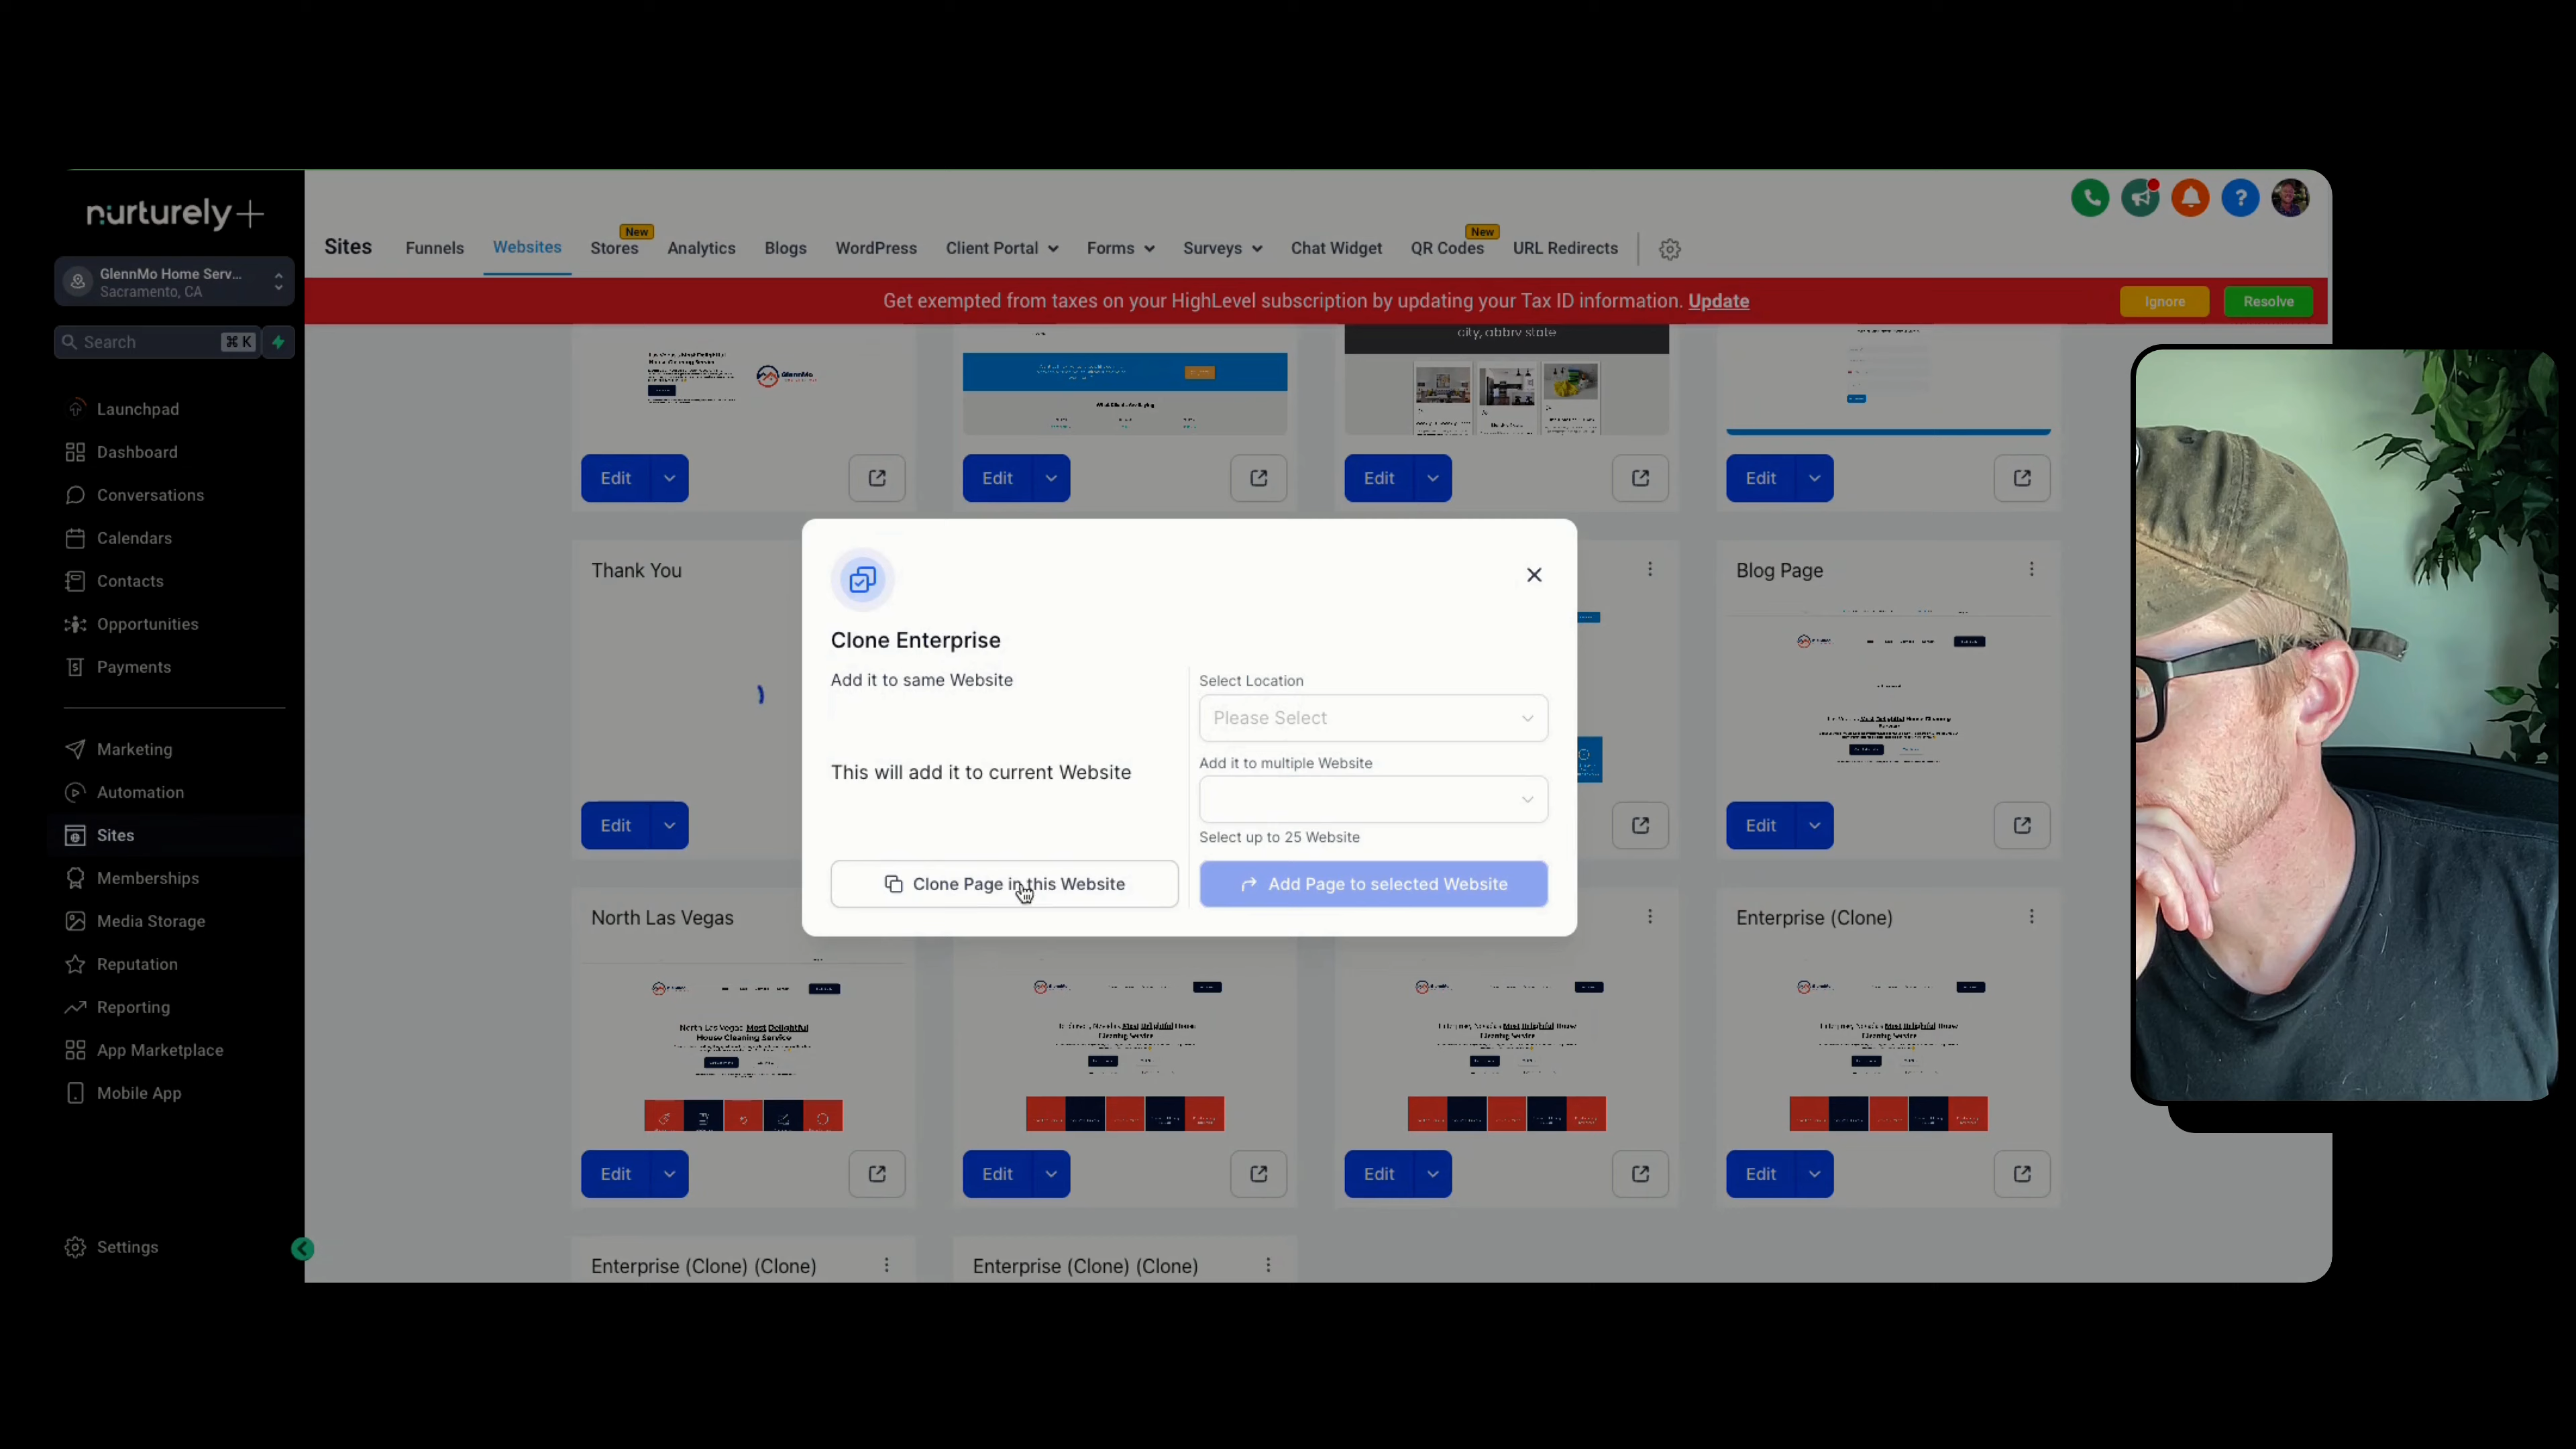 nurturely+
GlennMo Home Serv...
Sacramento, CA
Search ⌘ K
Launchpad
Dashboard
Conversations
Calendars
Contacts
Opportunities
Payments
Marketing
Automation
Sites
Memberships
Media Storage
Reputation
Reporting
App Marketplace
Mobile App
Settings
Sites Funnels Websites Stores New Analytics Blogs WordPress Client Portal Forms Surveys Chat Widget QR Codes New URL Redirects
Get exempted from taxes on your HighLevel subscription by updating your Tax ID information. Update Ignore Resolve
city, abbrv state
Edit Edit Edit Edit
Thank You
Blog Page
Clone Enterprise
Add it to same Website
This will add it to current Website
Clone Page in this Website
Select Location
Please Select
Add it to multiple Website
Select up to 25 Website
Add Page to selected Website
Edit Edit
North Las Vegas
Enterprise (Clone)
North Las Vegas Most Delightful
House Cleaning Service
Edit Edit Edit Edit
Enterprise (Clone) (Clone)
Enterprise (Clone) (Clone)